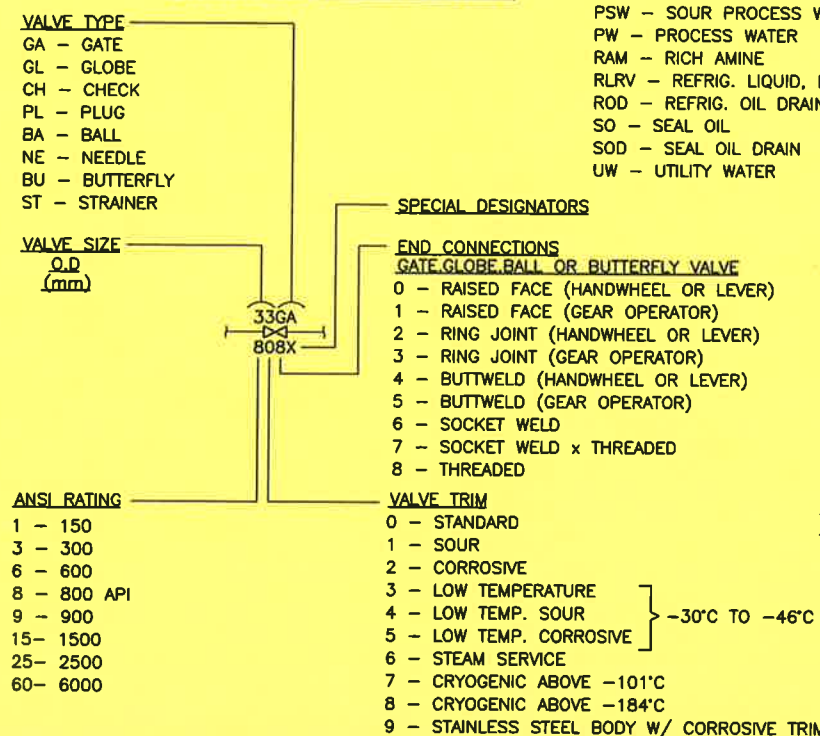 VALVE TYPE
GA – GATE
GL – GLOBE
CH – CHECK
PL – PLUG
BA – BALL
NE – NEEDLE
BU – BUTTERFLY
ST – STRAINER
PSW – SOUR PROCESS
PW – PROCESS WATER
RAM – RICH AMINE
RLRV – REFRIG. LIQUID,
ROD – REFRIG. OIL DRAIN
SO – SEAL OIL
SOD – SEAL OIL DRAIN
UW – UTILITY WATER
VALVE SIZE
O.D
(mm)
33GA
808X
SPECIAL DESIGNATORS
END CONNECTIONS
GATE,GLOBE,BALL OR BUTTERFLY VALVE
0 – RAISED FACE (HANDWHEEL OR LEVER)
1 – RAISED FACE (GEAR OPERATOR)
2 – RING JOINT (HANDWHEEL OR LEVER)
3 – RING JOINT (GEAR OPERATOR)
4 – BUTTWELD (HANDWHEEL OR LEVER)
5 – BUTTWELD (GEAR OPERATOR)
6 – SOCKET WELD
7 – SOCKET WELD x THREADED
8 – THREADED
ANSI RATING
1 – 150
3 – 300
6 – 600
8 – 800 API
9 – 900
15– 1500
25– 2500
60– 6000
VALVE TRIM
0 – STANDARD
1 – SOUR
2 – CORROSIVE
3 – LOW TEMPERATURE
4 – LOW TEMP. SOUR
5 – LOW TEMP. CORROSIVE
–30°C TO –46°C
6 – STEAM SERVICE
7 – CRYOGENIC ABOVE –101°C
8 – CRYOGENIC ABOVE –184°C
9 – STAINLESS STEEL BODY W/ CORROSIVE TRIM